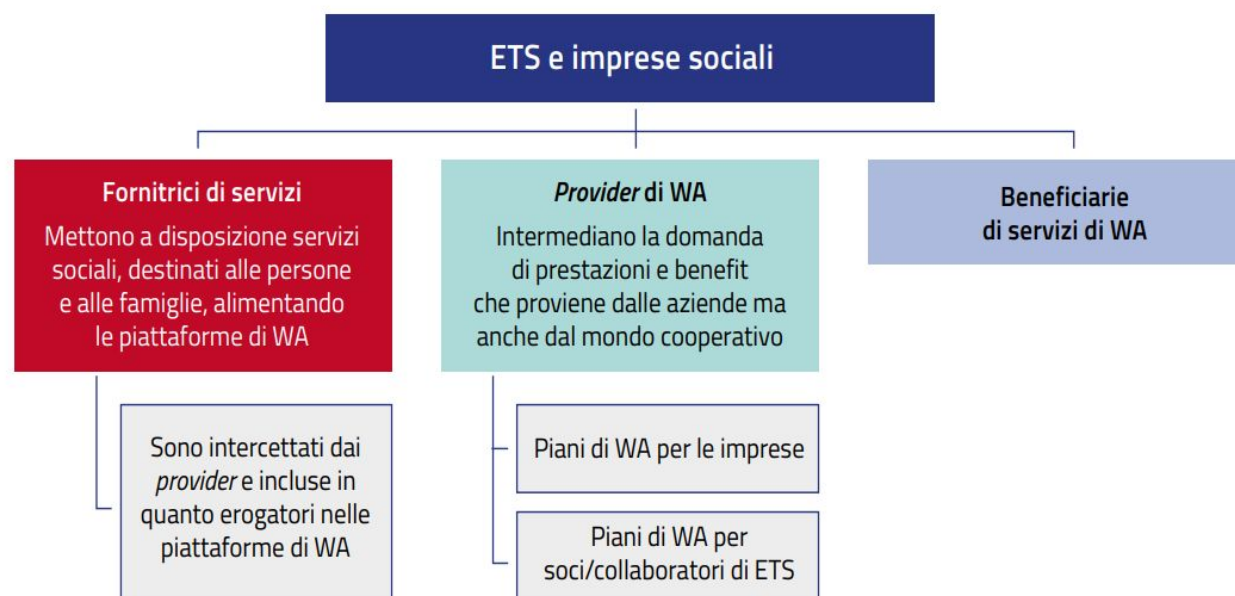 ETS e imprese sociali
Fornitrici di servizi
Mettono a disposizione servizi
sociali, destinati alle persone
e alle famiglie, alimentando
le piattaforme di WA
Sono intercettati dai
provider e incluse in
quanto erogatori nelle
piattaforme di WA
Provider di WA
Intermediano la domanda
di prestazioni e benefit
che proviene dalle aziende ma
anche dal mondo cooperativo
Piani di WA per le imprese
Piani di WA per
soci/collaboratori di ETS
Beneficiarie
di servizi di WA